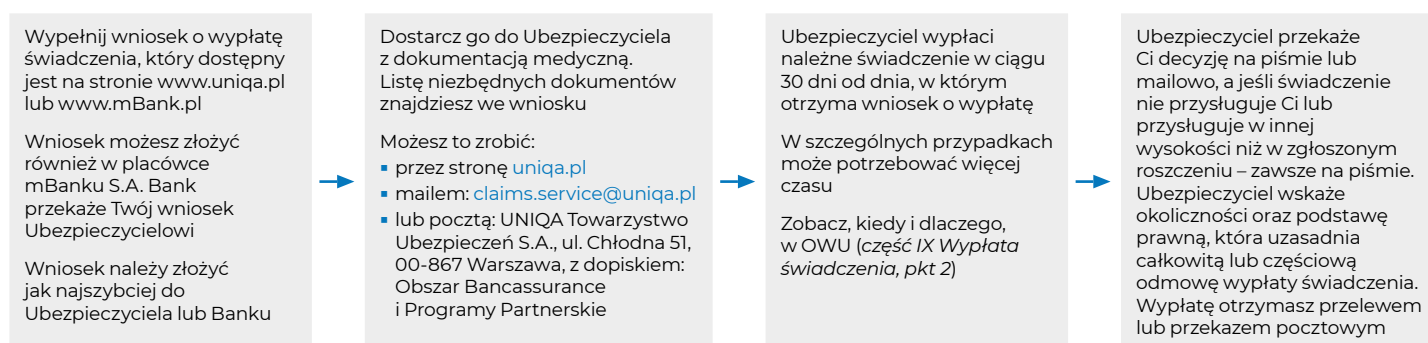 Wypełnij wniosek o wypłatę
świadczenia, który dostępny
jest na stronie www.uniqa.pl
lub www.mBank.pl
Wniosek możesz złożyć
również w placówce
mBanku S.A. Bank
przekaże Twój wniosek
Ubezpieczycielowi
Wniosek należy złożyć
jak najszybciej do
Ubezpieczyciela lub Banku
Dostarcz go do Ubezpieczyciela
z dokumentacją medyczną.
Listę niezbędnych dokumentów
znajdziesz we wniosku
Możesz to zrobić:
▪ przez stronę uniqa.pl
▪ mailem: claims.service@uniqa.pl
▪ lub pocztą: UNIQA Towarzystwo
Ubezpieczeń S.A., ul. Chłodna 51,
00-867 Warszawa, z dopiskiem:
Obszar Bancassurance
i Programy Partnerskie
Ubezpieczyciel wypłaci
należne świadczenie w ciągu
30 dni od dnia, w którym
otrzyma wniosek o wypłatę
W szczególnych przypadkach
może potrzebować więcej
czasu
Zobacz, kiedy i dlaczego,
w OWU (część IX Wypłata
świadczenia, pkt 2)
Ubezpieczyciel przekaże
Ci decyzję na piśmie lub
mailowo, a jeśli świadczenie
nie przysługuje Ci lub
przysługuje w innej
wysokości niż w zgłoszonym
roszczeniu – zawsze na piśmie.
Ubezpieczyciel wskaże
okoliczności oraz podstawę
prawną, która uzasadnia
całkowitą lub częściową
odmowę wypłaty świadczenia.
Wypłatę otrzymasz przelewem
lub przekazem pocztowym